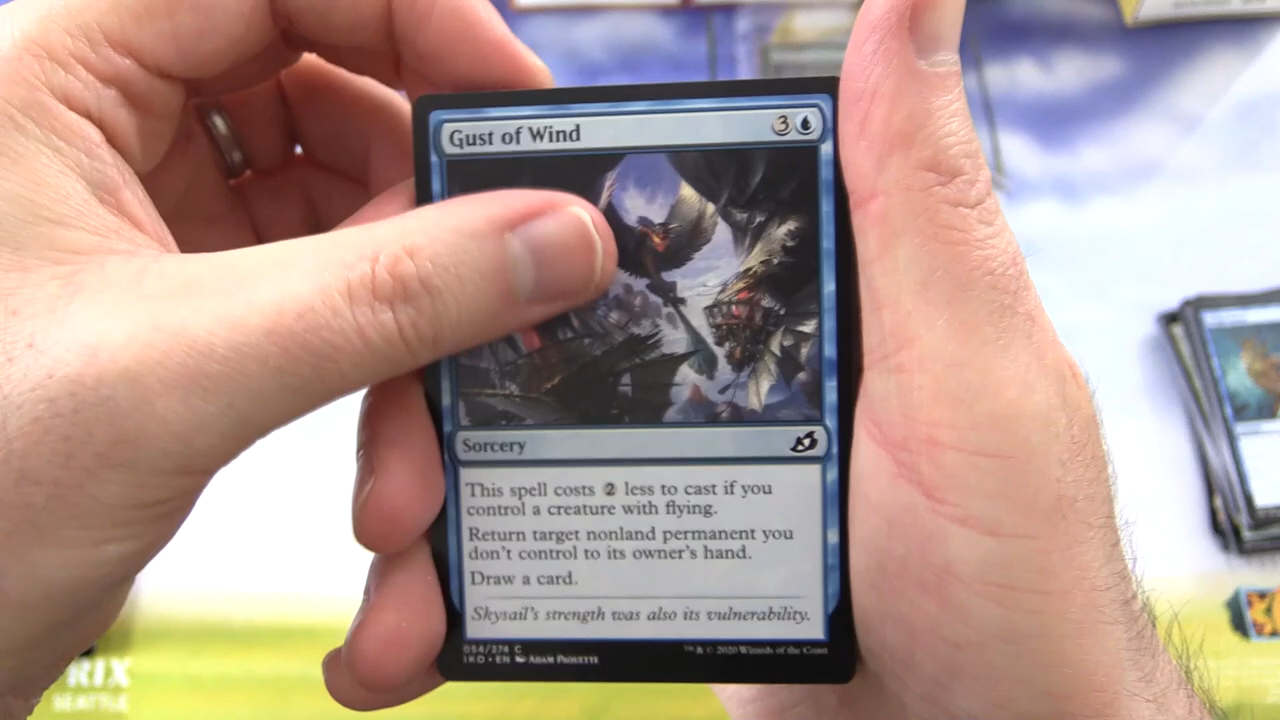 Gust of Wind 3
Sorcery
This spell costs 2 less to cast if you
control a creature with flying.
Return target nonland permanent you
don't control to its owner's hand.
Draw a card.
Skysail's strength was also its vulnerability.
054/274 C
IKO • EN ADAM PAQUETTE
™ & © 2020 Wizards of the Coast
RIX
SEATTLE